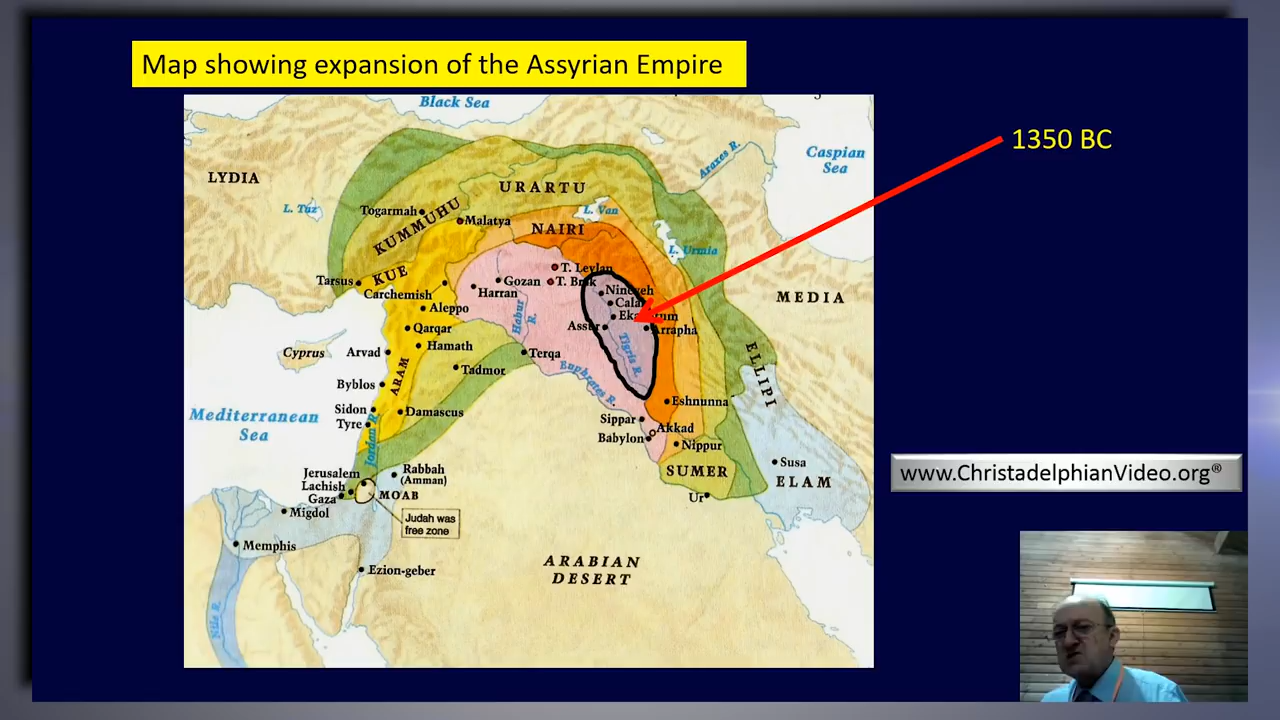 Map showing expansion of the Assyrian Empire
Black Sea
Caspian
Sea
1350 BC
Araxes R.
LYDIA
URARTU
L. Tuz
Togarmah
KUMMUHU
Malatya
L. Van
NAIRI
L. Urmia
Tarsus
KUE
Carchemish
Harran
Gozan
T. Leylan
T. Brak
Nineveh
MEDIA
Aleppo
Habur
R.
Assur
Arrapha
Qarqar
Hamath
Cyprus
Arvad
ARAM
Terqa
Tigris R.
ELLIPI
Tadmor
Euphrates R.
Byblos
Mediterranean
Sea
Sidon
Tyre
Damascus
Eshnunna
Sippar
Akkad
Babylon
Nippur
Jordan R.
Jerusalem
Lachish
Gaza
Rabbah
(Amman)
MOAB
SUMER
Ur
Susa
ELAM
www.ChristadelphianVideo.org®
Migdol
Judah was
free zone
Memphis
Ezion-geber
ARABIAN
DESERT
Nile R.